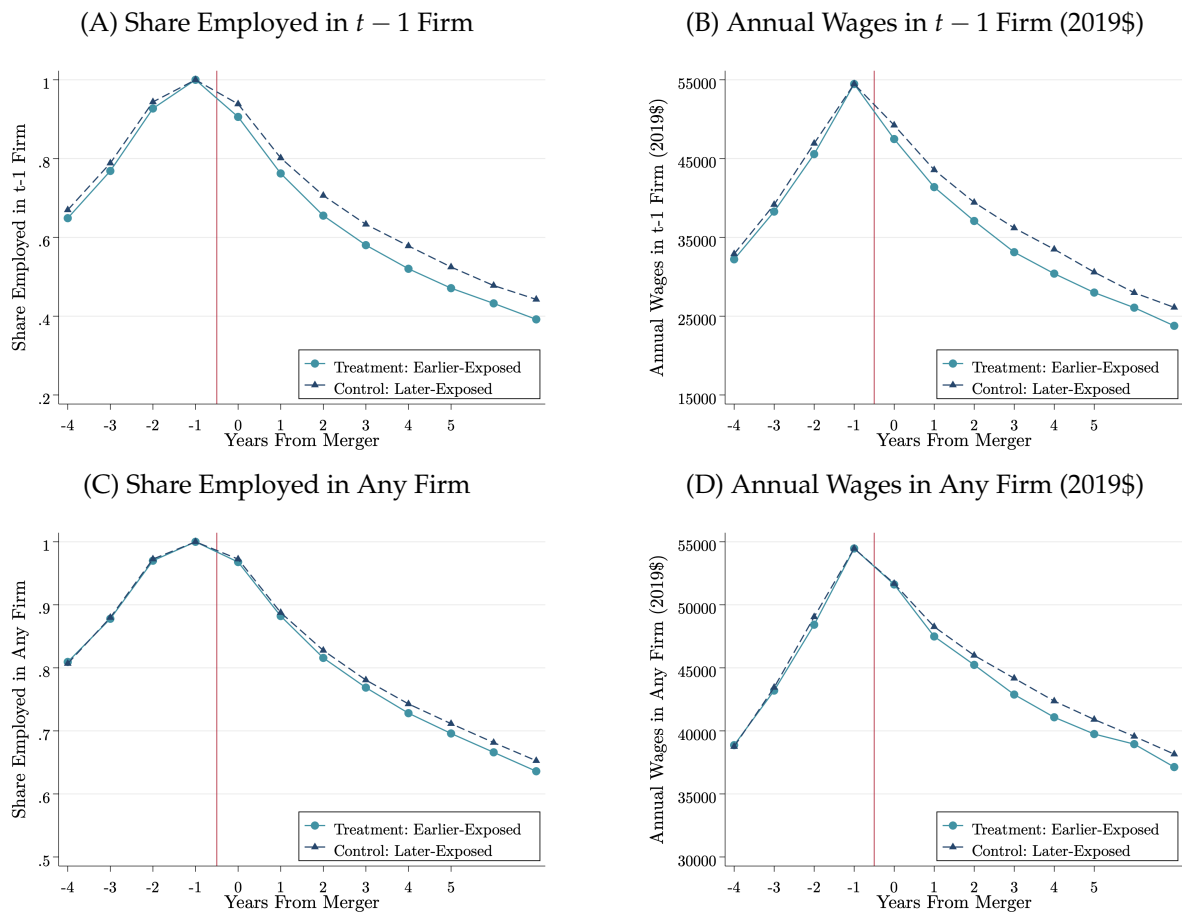 (A) Share Employed in t − 1 Firm
Share Employed in t-1 Firm
1
.8
.6
.4
.2
-4 -3 -2 -1 0 1 2 3 4 5
Years From Merger
Treatment: Earlier-Exposed
Control: Later-Exposed
(B) Annual Wages in t − 1 Firm (2019$)
Annual Wages in t-1 Firm (2019$)
55000
45000
35000
25000
15000
-4 -3 -2 -1 0 1 2 3 4 5
Years From Merger
Treatment: Earlier-Exposed
Control: Later-Exposed
(C) Share Employed in Any Firm
Share Employed in Any Firm
1
.9
.8
.7
.6
.5
-4 -3 -2 -1 0 1 2 3 4 5
Years From Merger
Treatment: Earlier-Exposed
Control: Later-Exposed
(D) Annual Wages in Any Firm (2019$)
Annual Wages in Any Firm (2019$)
55000
50000
45000
40000
35000
30000
-4 -3 -2 -1 0 1 2 3 4 5
Years From Merger
Treatment: Earlier-Exposed
Control: Later-Exposed